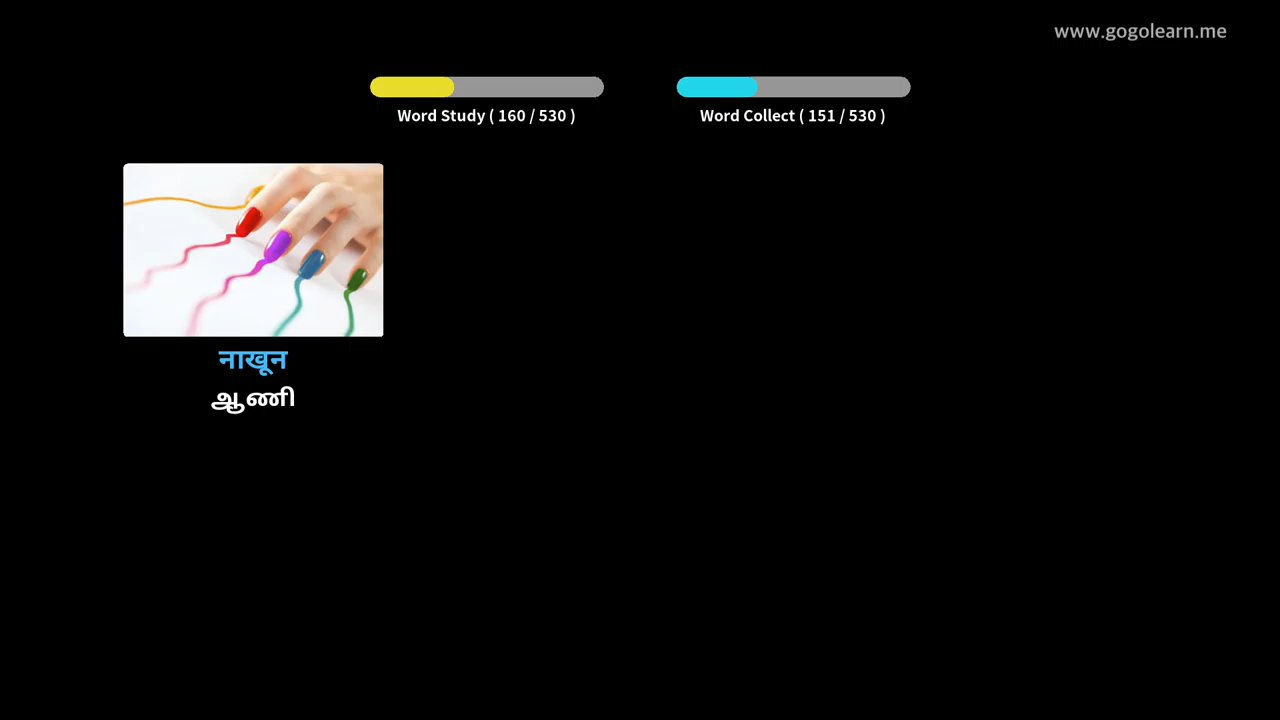 www.gogolearn.me
Word Study ( 160 / 530 )
Word Collect ( 151 / 530 )
नाखून
ஆணி